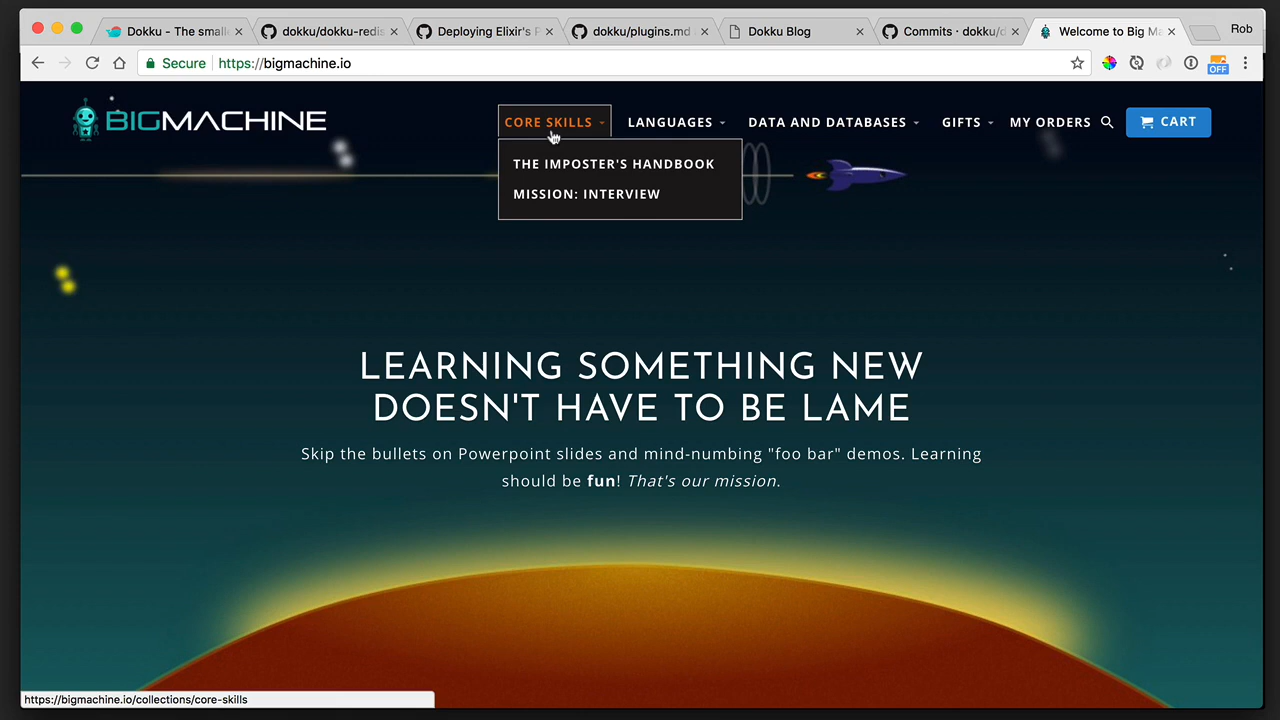 Dokku - The smalle
dokku/dokku-redis
Deploying Elixir's P
dokku/plugins.md
Dokku Blog
Commits · dokku/d
Welcome to Big Ma
Rob
Secure
https://bigmachine.io
OFF
BIGMACHINE
CORE SKILLS
LANGUAGES
DATA AND DATABASES
GIFTS
MY ORDERS
CART
THE IMPOSTER'S HANDBOOK
MISSION: INTERVIEW
LEARNING SOMETHING NEW
DOESN'T HAVE TO BE LAME
Skip the bullets on Powerpoint slides and mind-numbing "foo bar" demos. Learning
should be fun! That's our mission.
https://bigmachine.io/collections/core-skills